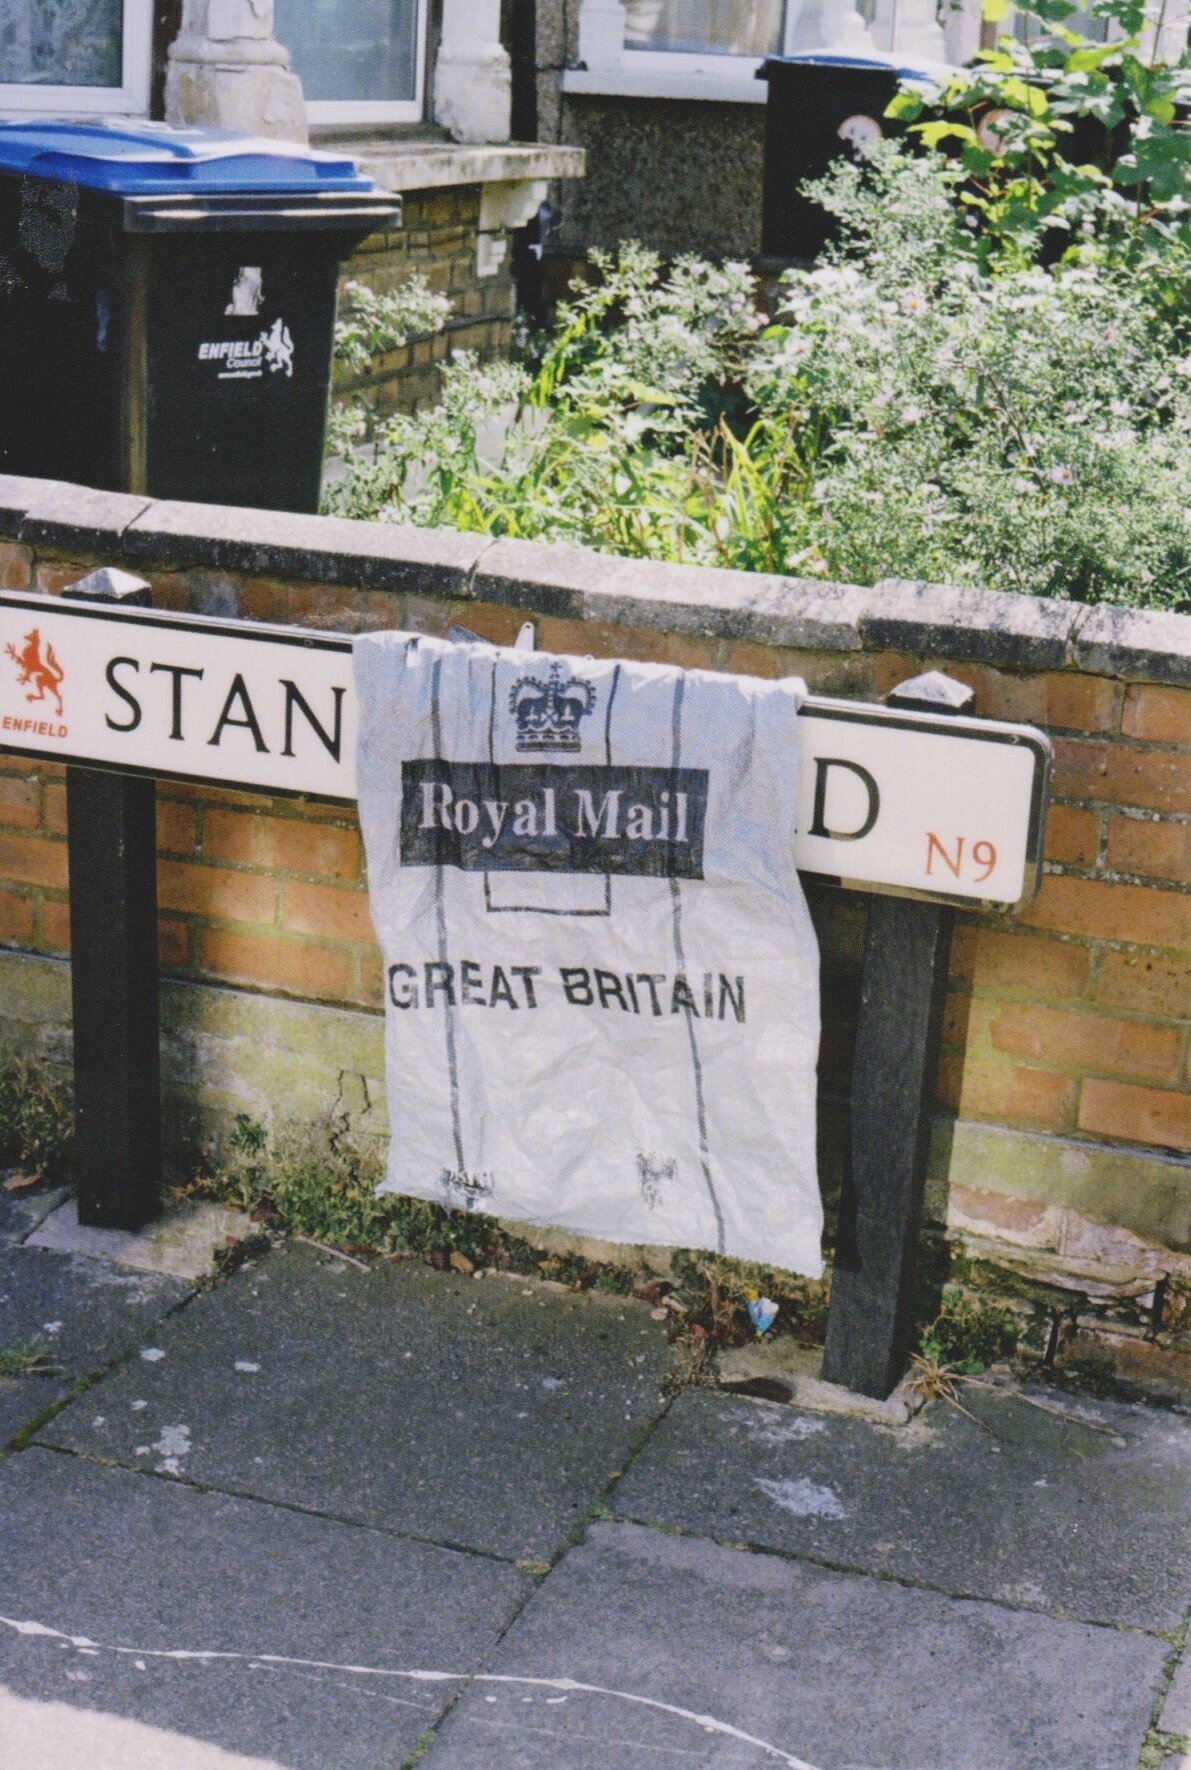 ENFIELD
Council
ENFIELD
STAN
D
N9
Royal Mail
GREAT BRITAIN